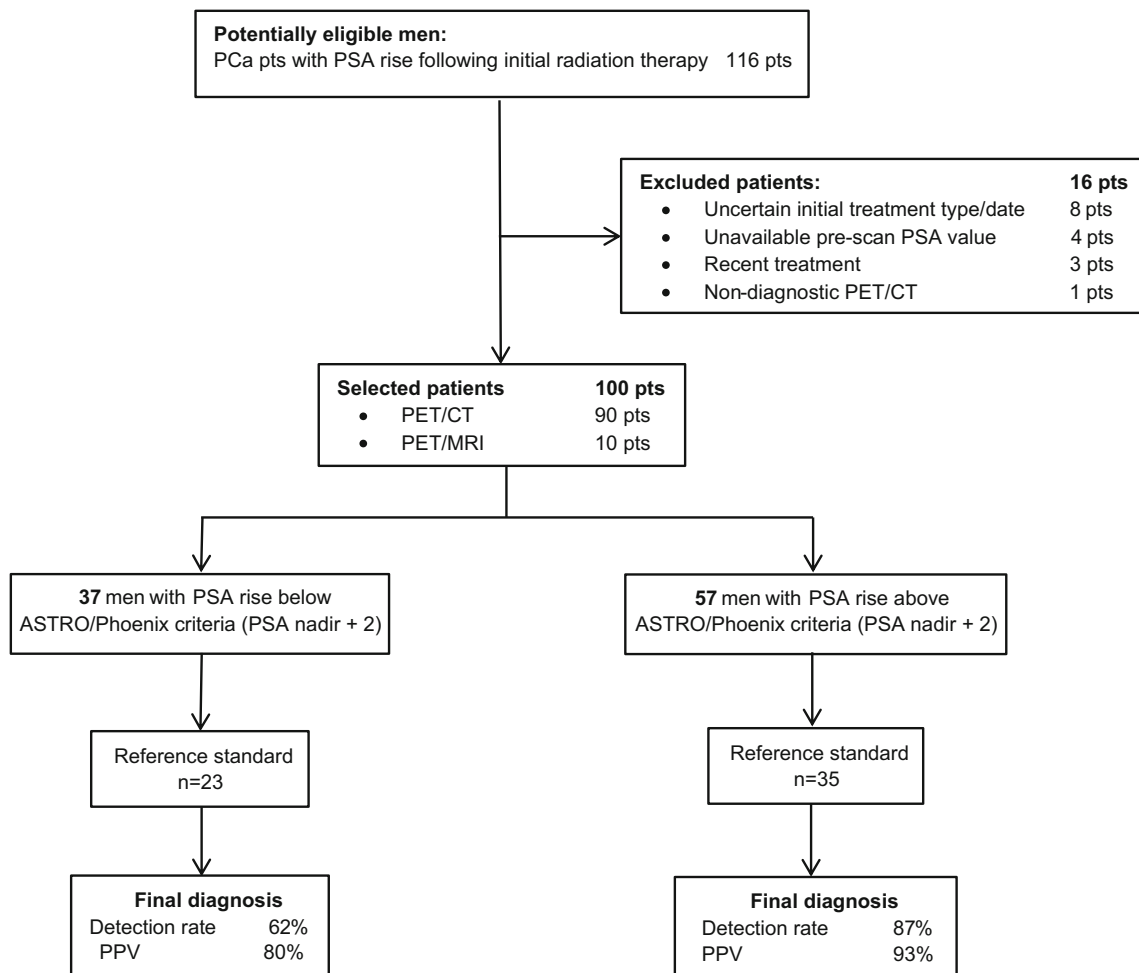 Potentially eligible men:
PCa pts with PSA rise following initial radiation therapy 116 pts
Excluded patients: 16 pts
• Uncertain initial treatment type/date 8 pts
• Unavailable pre-scan PSA value 4 pts
• Recent treatment 3 pts
• Non-diagnostic PET/CT 1 pts
Selected patients 100 pts
• PET/CT 90 pts
• PET/MRI 10 pts
37 men with PSA rise below
ASTRO/Phoenix criteria (PSA nadir + 2)
57 men with PSA rise above
ASTRO/Phoenix criteria (PSA nadir + 2)
Reference standard
n=23
Reference standard
n=35
Final diagnosis
Detection rate 62%
PPV 80%
Final diagnosis
Detection rate 87%
PPV 93%